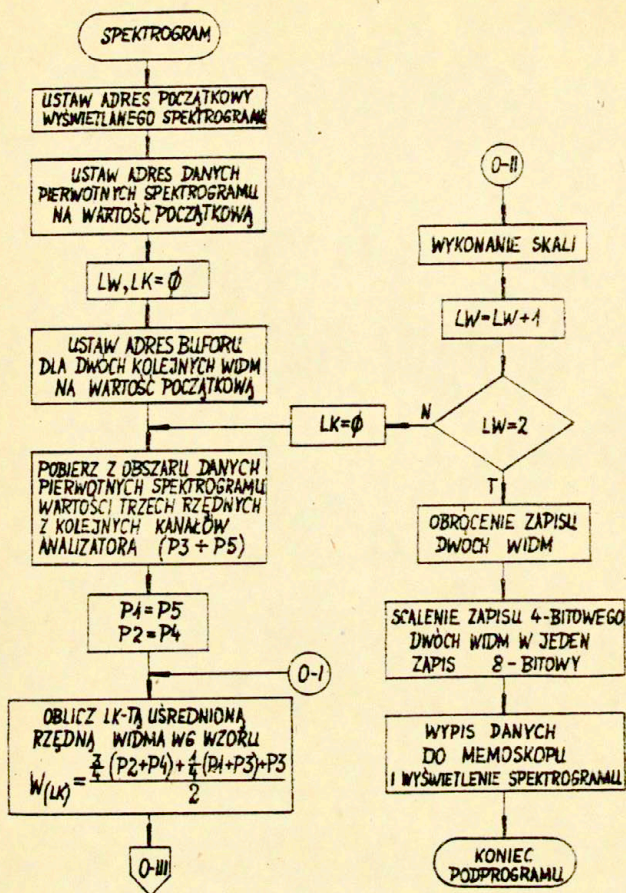 SPEKTROGRAM
USTAW ADRES POCZĄTKOWY
WYŚWIETLANEGO SPEKTROGRAMU
USTAW ADRES DANYCH
PIERWOTNYCH SPEKTROGRAMU
NA WARTOŚĆ POCZĄTKOWĄ
LW, LK=Ø
USTAW ADRES BUFORU
DLA DWÓCH KOLEJNYCH WIDM
NA WARTOŚĆ POCZĄTKOWĄ
POBIERZ Z OBSZARU DANYCH
PIERWOTNYCH SPEKTROGRAMU
WARTOŚCI TRZECH RZĘDNYCH
Z KOLEJNYCH KANAŁÓW
ANALIZATORA (P3 ÷ P5)
P1=P5
P2=P4
O-I
OBLICZ LK-TĄ UŚREDNIONĄ
RZĘDNĄ WIDMA WG WZORU
W(LK)= 3/4 (P2+P4)+ 1/4 (P1+P3)+P3
2
O-III
O-II
WYKONANIE SKALI
LW=LW+1
LW=2
N
LK=Ø
T
OBRÓCENIE ZAPISU
DWÓCH WIDM
SCALENIE ZAPISU 4-BITOWEGO
DWÓCH WIDM W JEDEN
ZAPIS 8-BITOWY
WYPIS DANYCH
DO MEMOSKOPU
I WYŚWIETLENIE SPEKTROGRAMU
KONIEC
PODPROGRAMU